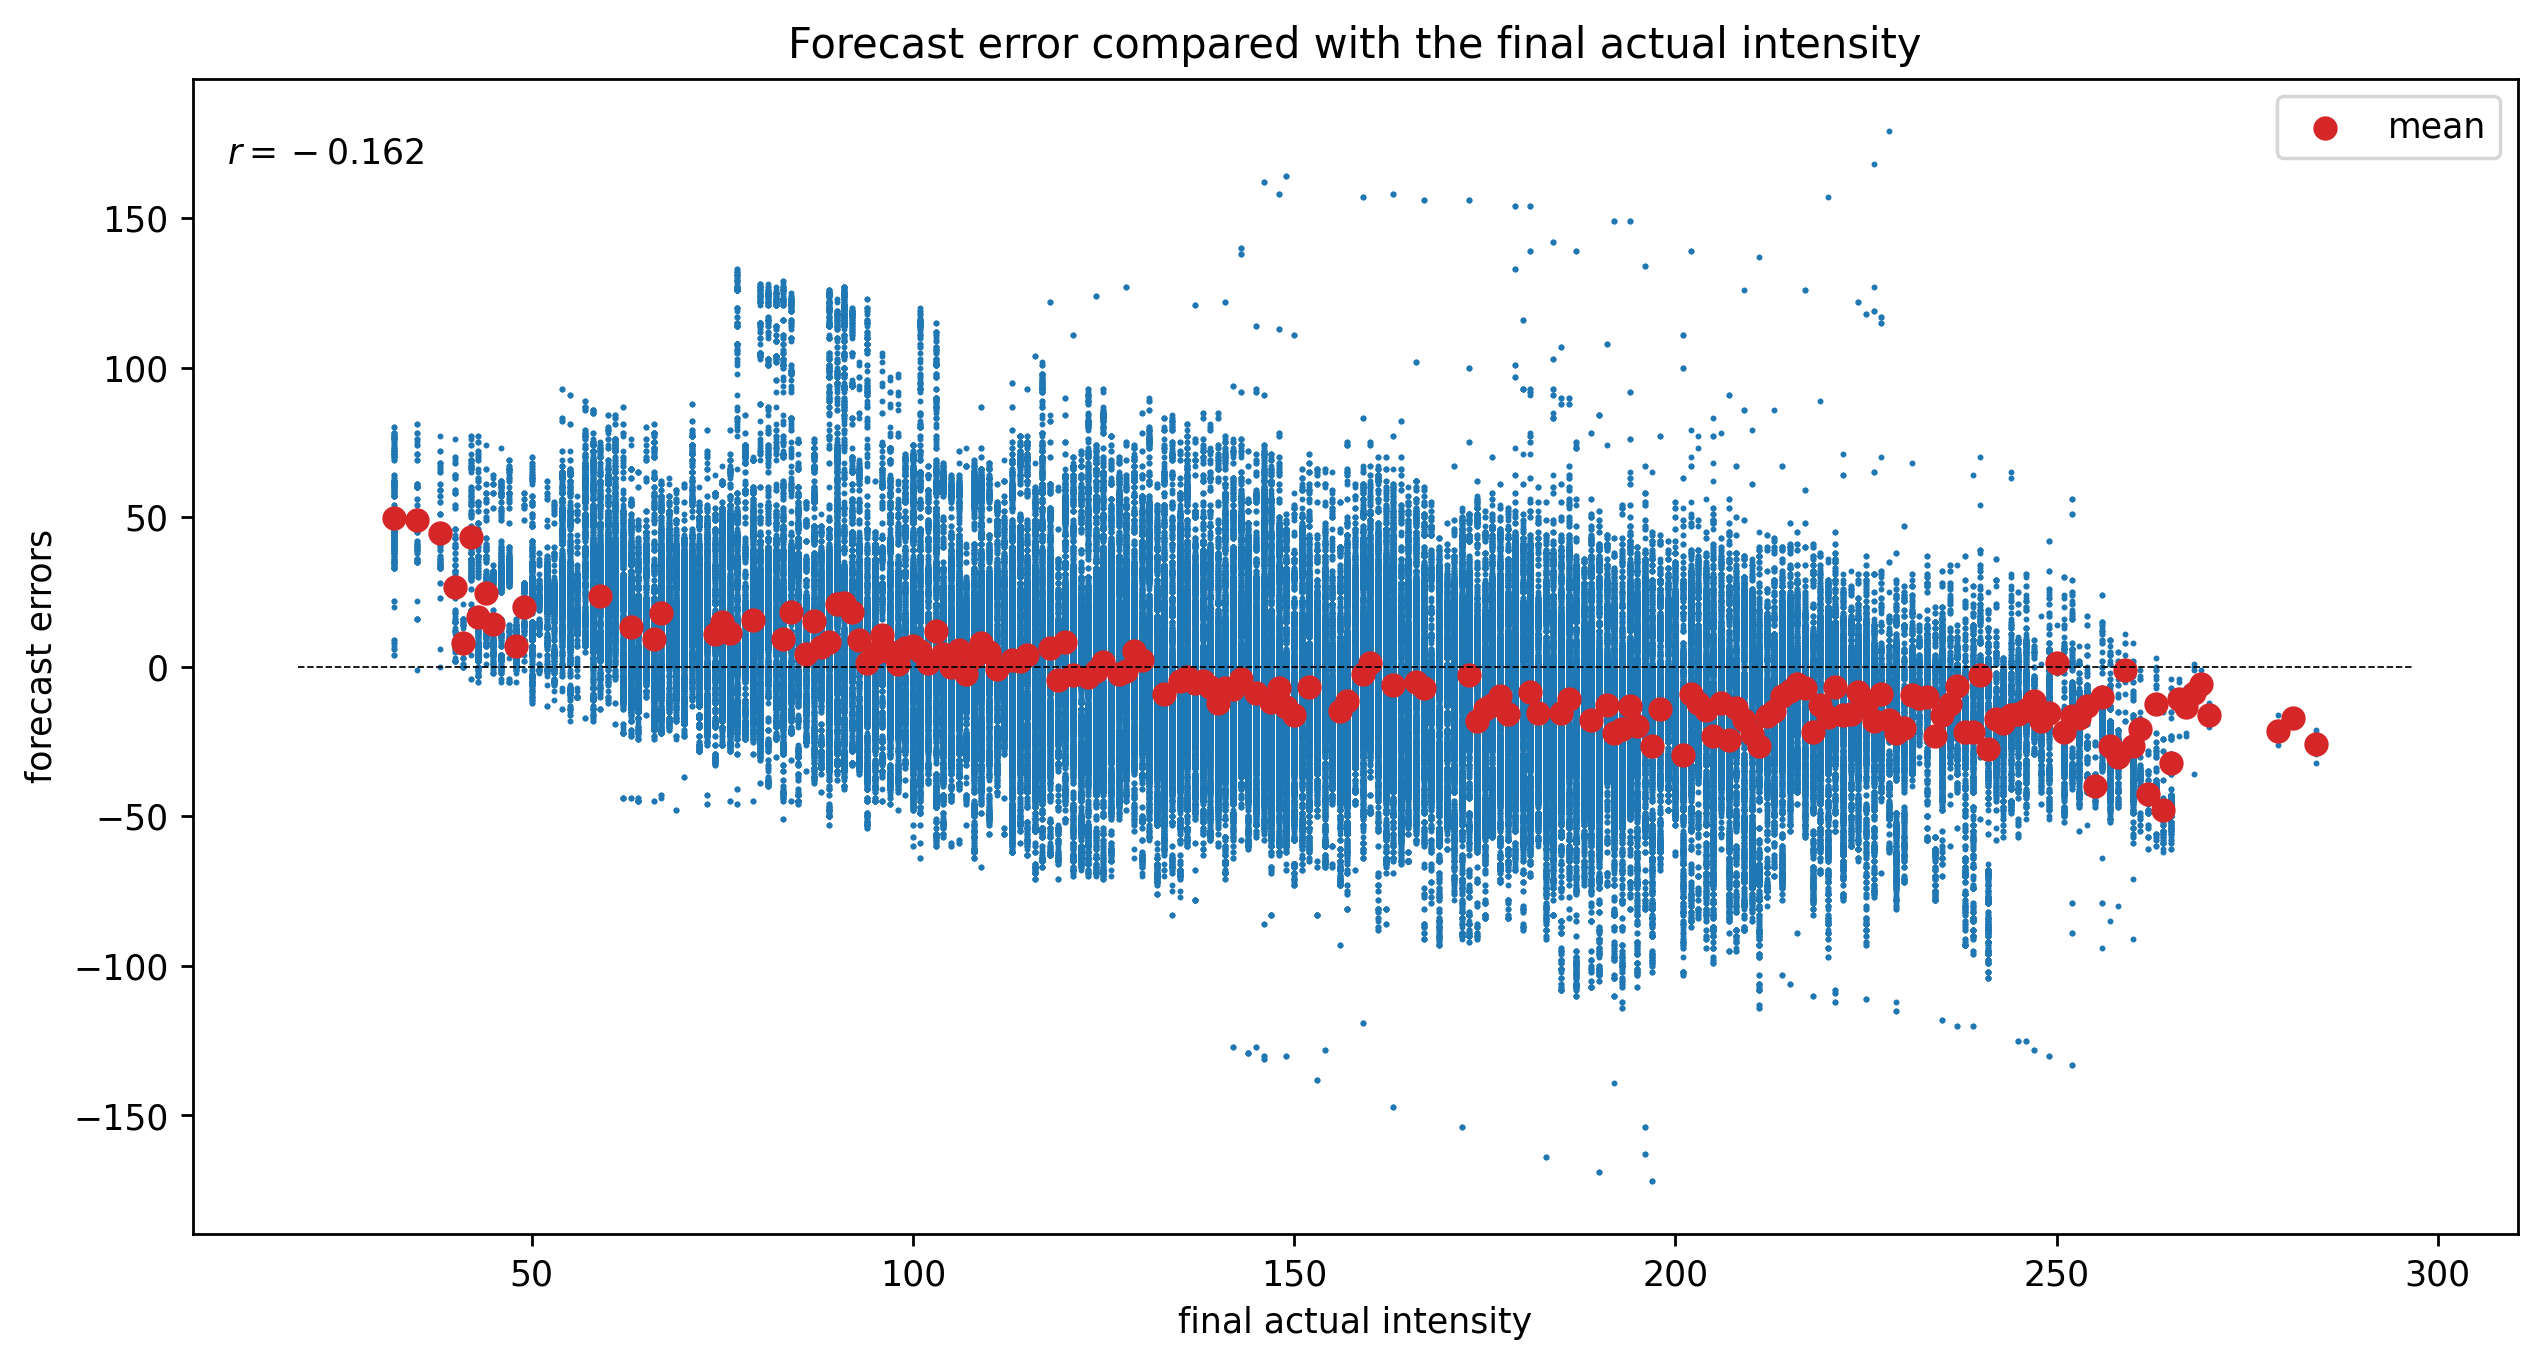 Forecast error compared with the final actual intensity
r = − 0.162
mean
forecast errors
150
100
50
0
−50
−100
−150
50 100 150 200 250 300
final actual intensity